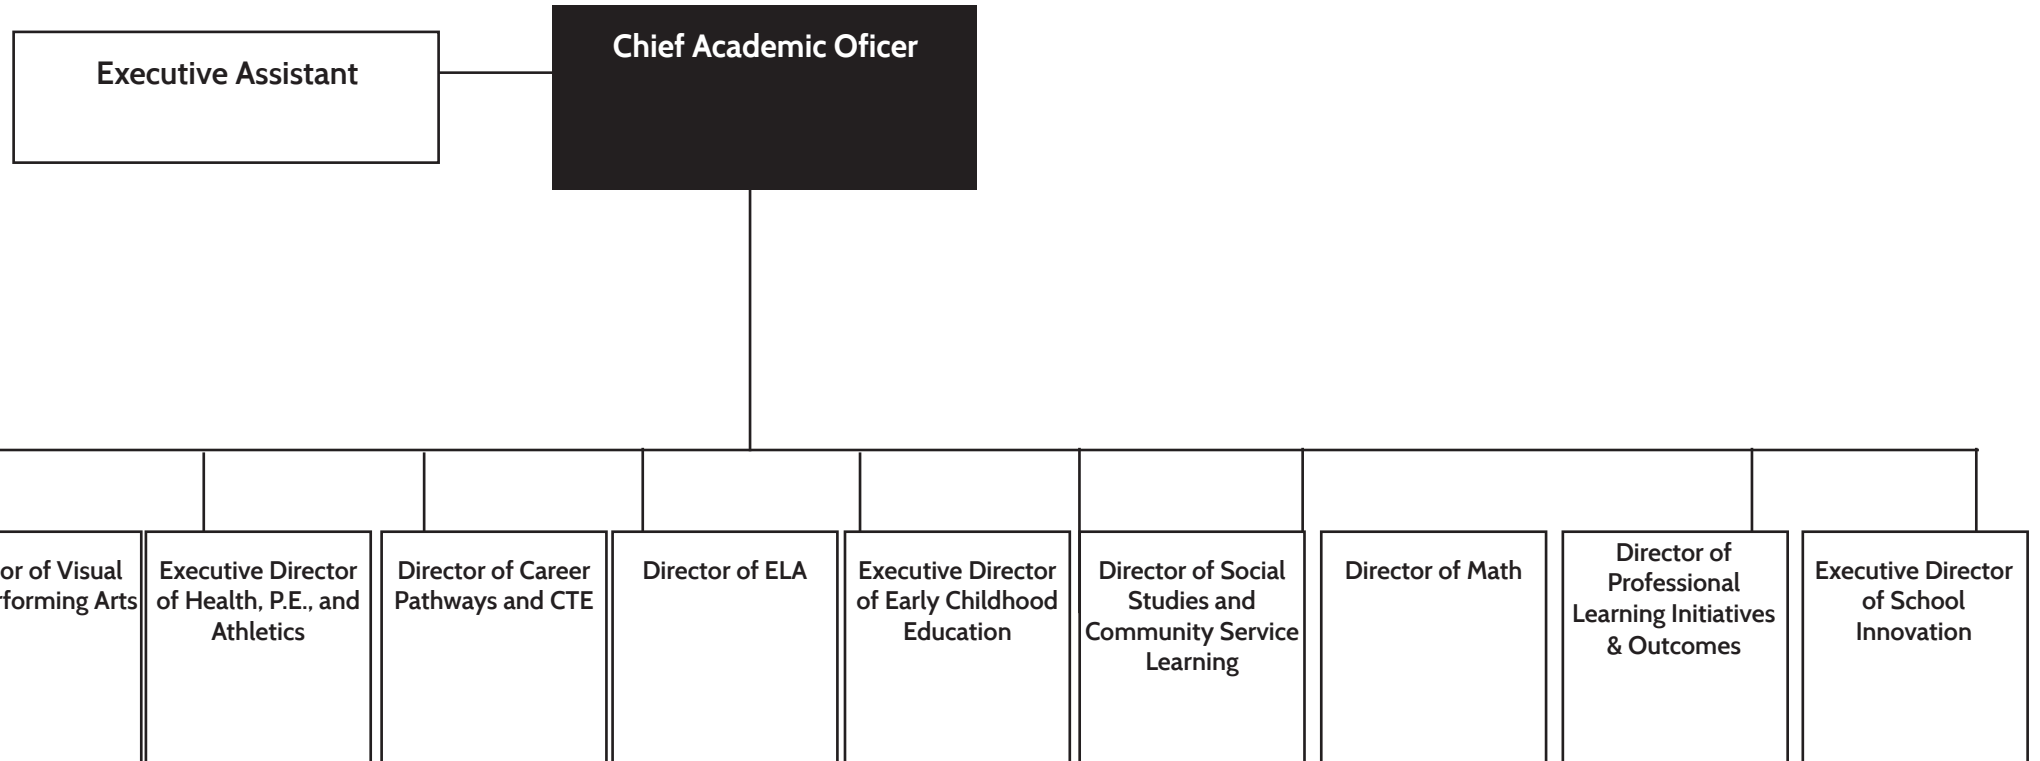 Executive Assistant
Chief Academic Oficer
or of Visual
forming Arts
Executive Director
of Health, P.E., and
Athletics
Director of Career
Pathways and CTE
Director of ELA
Executive Director
of Early Childhood
Education
Director of Social
Studies and
Community Service
Learning
Director of Math
Director of
Professional
Learning Initiatives
& Outcomes
Executive Director
of School
Innovation